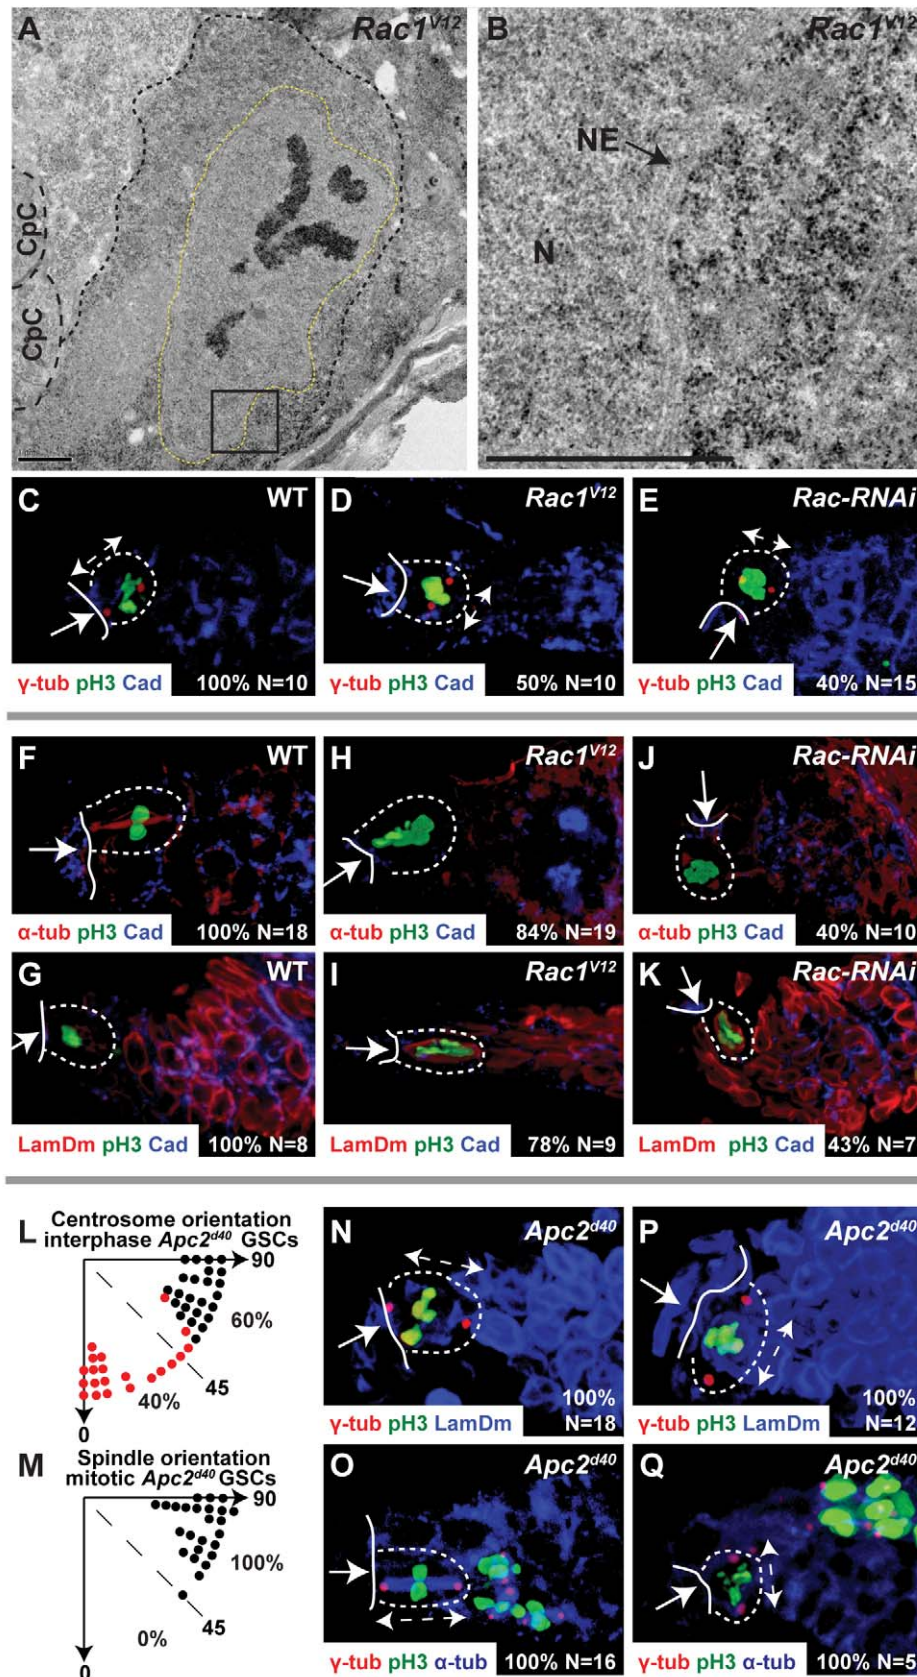 A Rac1V12
CpC
CpC
B Rac1V12
NE
N
C WT
γ-tub pH3 Cad 100% N=10
D Rac1V12
γ-tub pH3 Cad 50% N=10
E Rac-RNAi
γ-tub pH3 Cad 40% N=15
F WT
α-tub pH3 Cad 100% N=18
H Rac1V12
α-tub pH3 Cad 84% N=19
J Rac-RNAi
α-tub pH3 Cad 40% N=10
G WT
LamDm pH3 Cad 100% N=8
I Rac1V12
LamDm pH3 Cad 78% N=9
K Rac-RNAi
LamDm pH3 Cad 43% N=7
L Centrosome orientation
interphase Apc2d40 GSCs
90
60%
45
40%
0
M Spindle orientation
mitotic Apc2d40 GSCs
90
100%
45
0%
0
N Apc2d40
100%
γ-tub pH3 LamDm N=18
P Apc2d40
100%
γ-tub pH3 LamDm N=12
O Apc2d40
γ-tub pH3 α-tub 100% N=16
Q Apc2d40
γ-tub pH3 α-tub 100% N=5